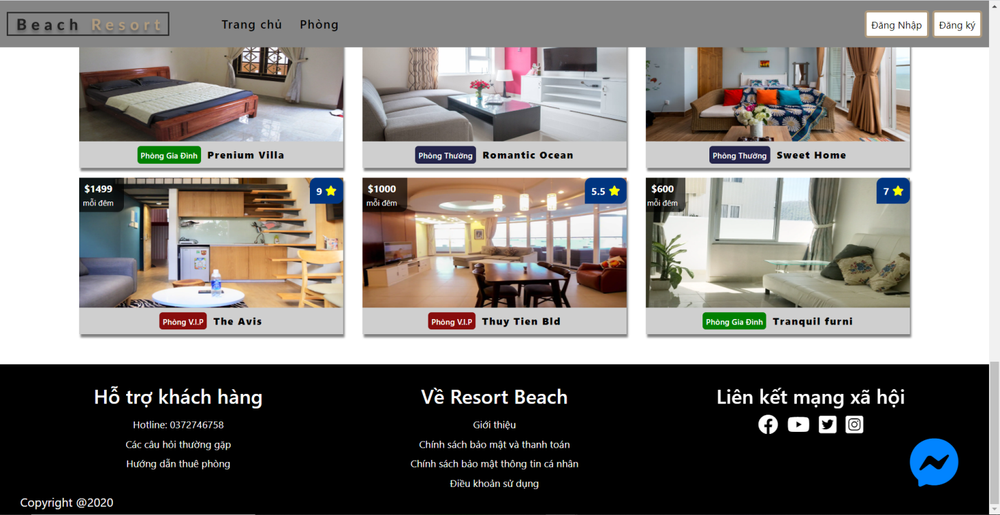 Beach Resort
Trang chủ
Phòng
Đăng Nhập
Đăng ký
Phòng Gia Đình Prenium Villa
Phòng Thường Romantic Ocean
Phòng Thường Sweet Home
$1499
mỗi đêm
9
$1000
mỗi đêm
5.5
$600
mỗi đêm
7
Phòng V.I.P The Avis
Phòng V.I.P Thuy Tien Bld
Phòng Gia Đình Tranquil furni
Hỗ trợ khách hàng
Hotline: 0372746758
Các câu hỏi thường gặp
Hướng dẫn thuê phòng
Về Resort Beach
Giới thiệu
Chính sách bảo mật và thanh toán
Chính sách bảo mật thông tin cá nhân
Điều khoản sử dụng
Liên kết mạng xã hội
Copyright @2020